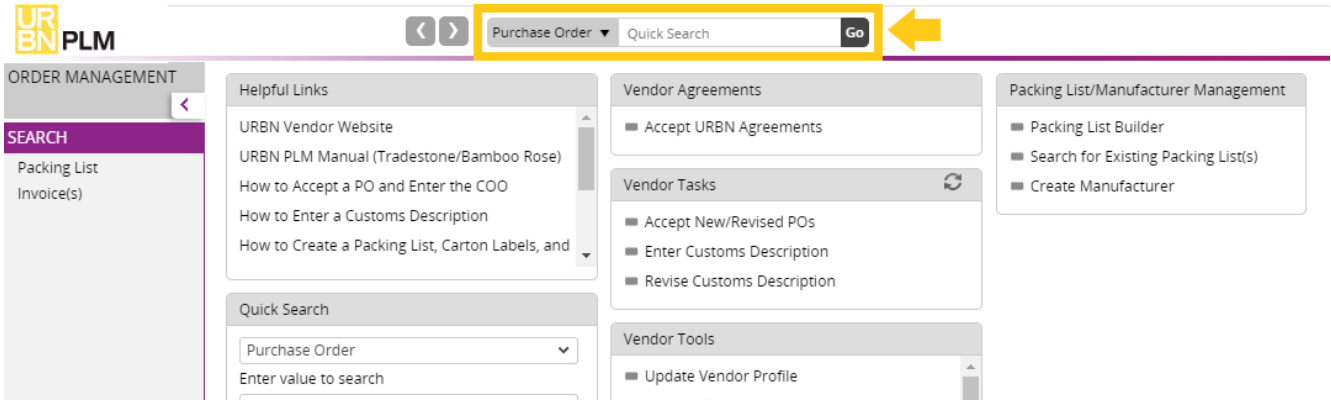 UR
BN PLM
Purchase Order
Quick Search
Go
ORDER MANAGEMENT
SEARCH
Packing List
Invoice(s)
Helpful Links
URBN Vendor Website
URBN PLM Manual (Tradestone/Bamboo Rose)
How to Accept a PO and Enter the COO
How to Enter a Customs Description
How to Create a Packing List, Carton Labels, and
Quick Search
Purchase Order
Enter value to search
Vendor Agreements
Accept URBN Agreements
Vendor Tasks
Accept New/Revised POs
Enter Customs Description
Revise Customs Description
Vendor Tools
Update Vendor Profile
Packing List/Manufacturer Management
Packing List Builder
Search for Existing Packing List(s)
Create Manufacturer